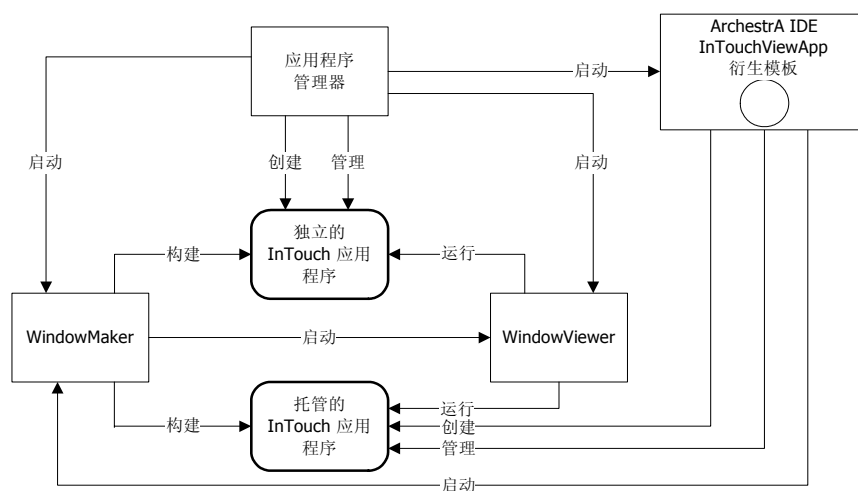 应用程序
管理器
ArchestrA IDE
InTouchViewApp
衍生模板
启动
启动
创建
管理
启动
独立的
InTouch 应用
程序
构建
运行
WindowMaker
启动
WindowViewer
托管的
InTouch 应用
程序
构建
运行
创建
管理
启动